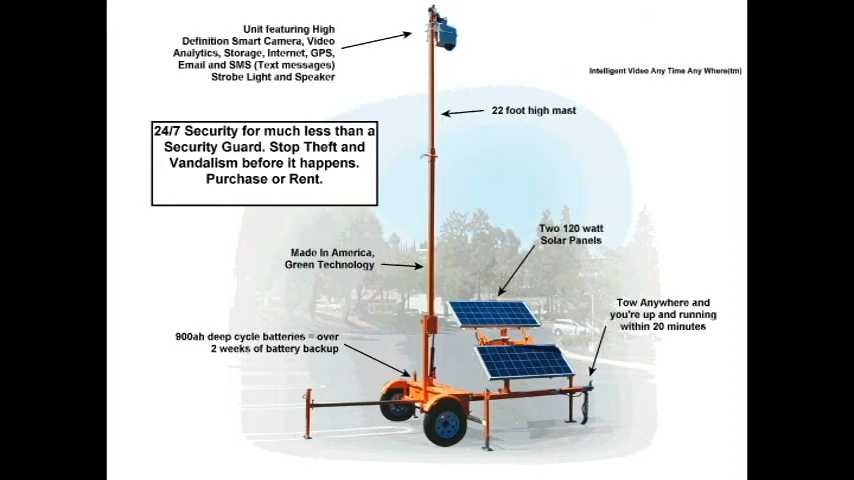 Unit featuring High
Definition Smart Camera, Video
Analytics, Storage, Internet, GPS,
Email and SMS (Text messages)
Strobe Light and Speaker
Intelligent Video Any Time Any Where(tm)
22 foot high mast
24/7 Security for much less than a
Security Guard. Stop Theft and
Vandalism before it happens.
Purchase or Rent.
Two 120 watt
Solar Panels
Made In America,
Green Technology
Tow Anywhere and
you're up and running
within 20 minutes
900ah deep cycle batteries = over
2 weeks of battery backup